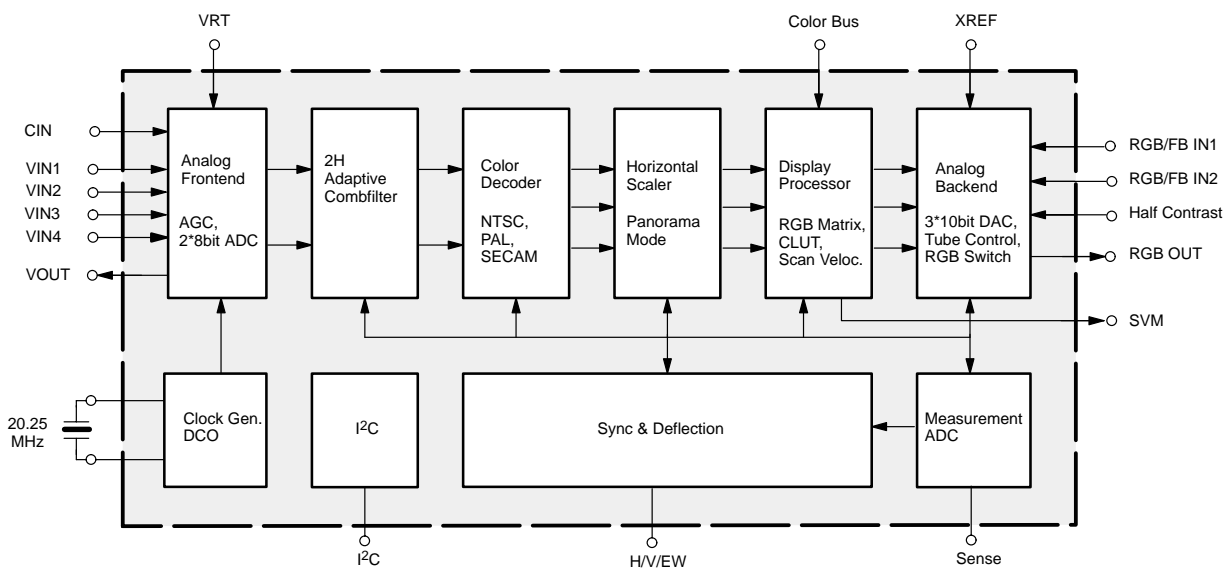 VRT
Color Bus
XREF
CIN
VIN1
VIN2
VIN3
VIN4
VOUT
Analog
Frontend
AGC,
2*8bit ADC
2H
Adaptive
Combfilter
Color
Decoder
NTSC,
PAL,
SECAM
Horizontal
Scaler
Panorama
Mode
Display
Processor
RGB Matrix,
CLUT,
Scan Veloc.
Analog
Backend
3*10bit DAC,
Tube Control,
RGB Switch
RGB/FB IN1
RGB/FB IN2
Half Contrast
RGB OUT
SVM
20.25
MHz
Clock Gen.
DCO
I²C
Sync & Deflection
Measurement
ADC
I²C
H/V/EW
Sense